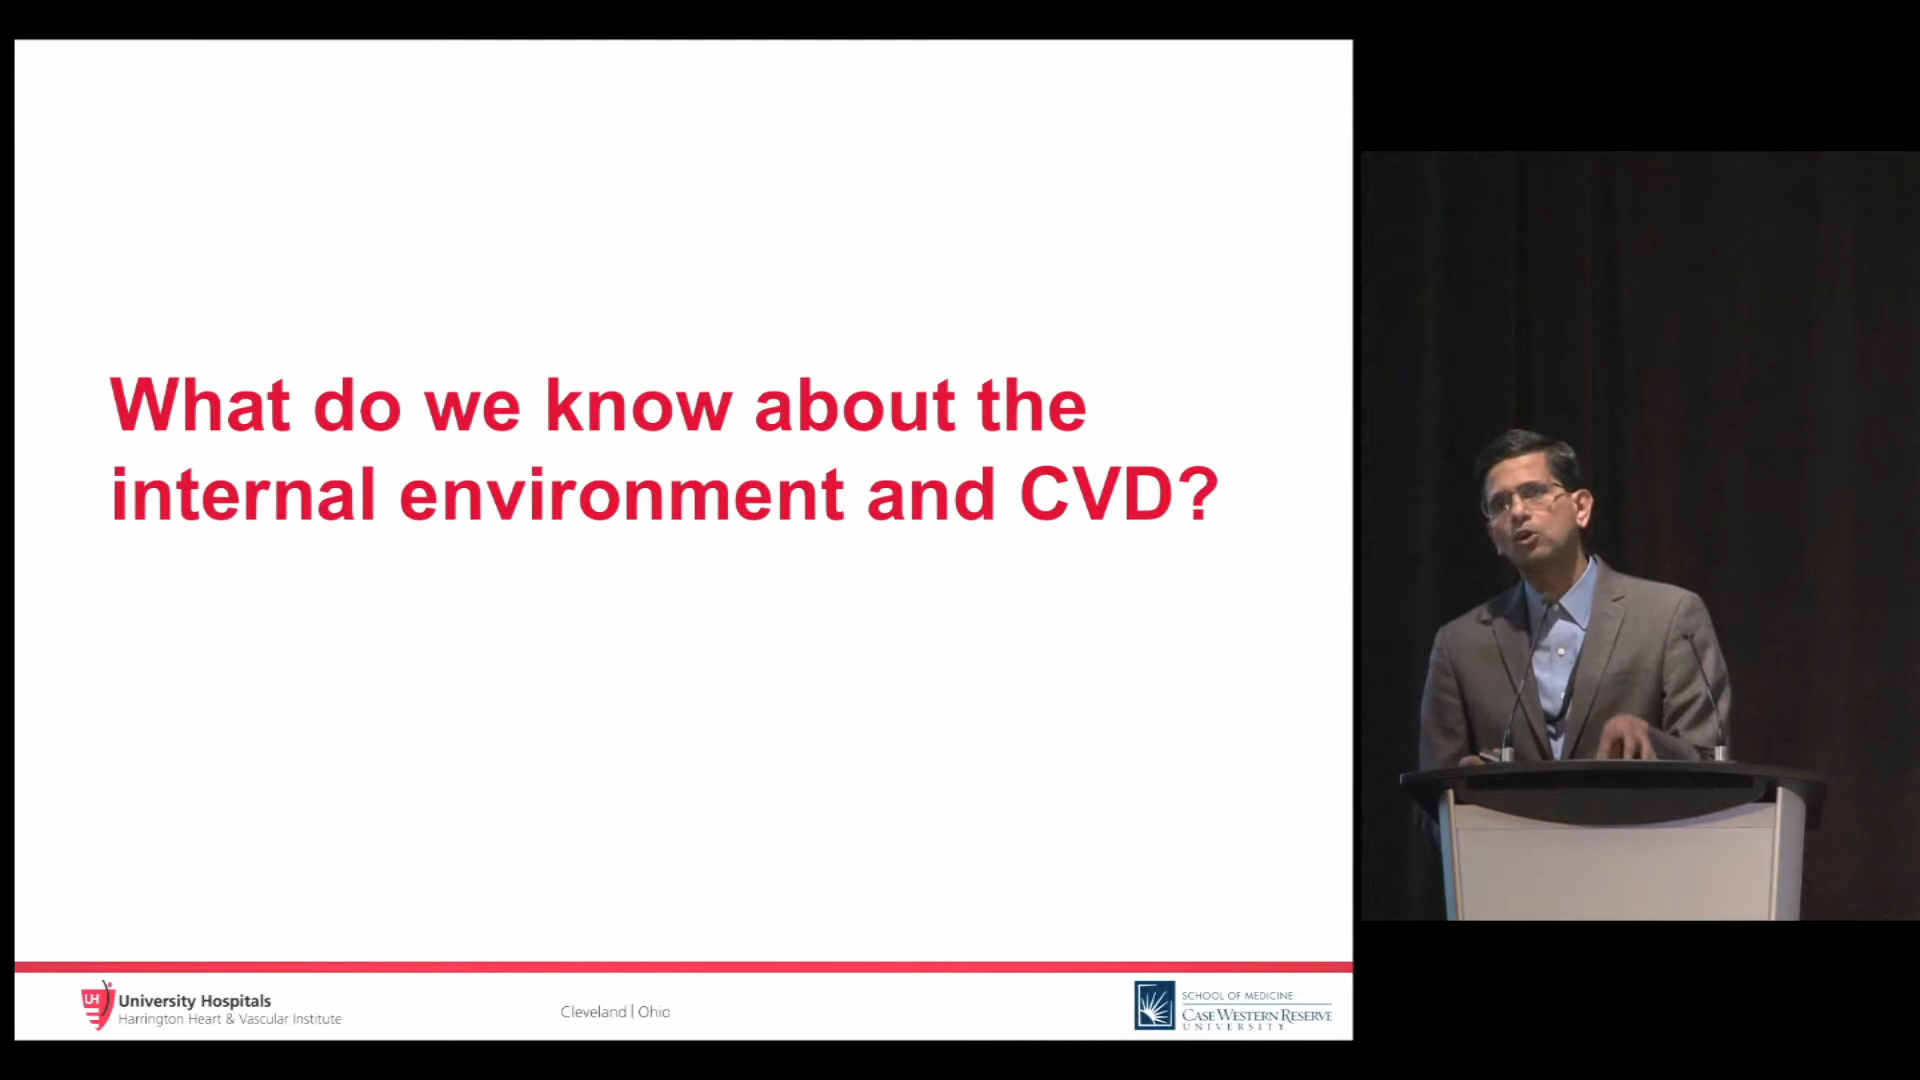 What do we know about the
internal environment and CVD?
UH
University Hospitals
Harrington Heart & Vascular Institute
Cleveland | Ohio
SCHOOL OF MEDICINE
CASE WESTERN RESERVE
UNIVERSITY